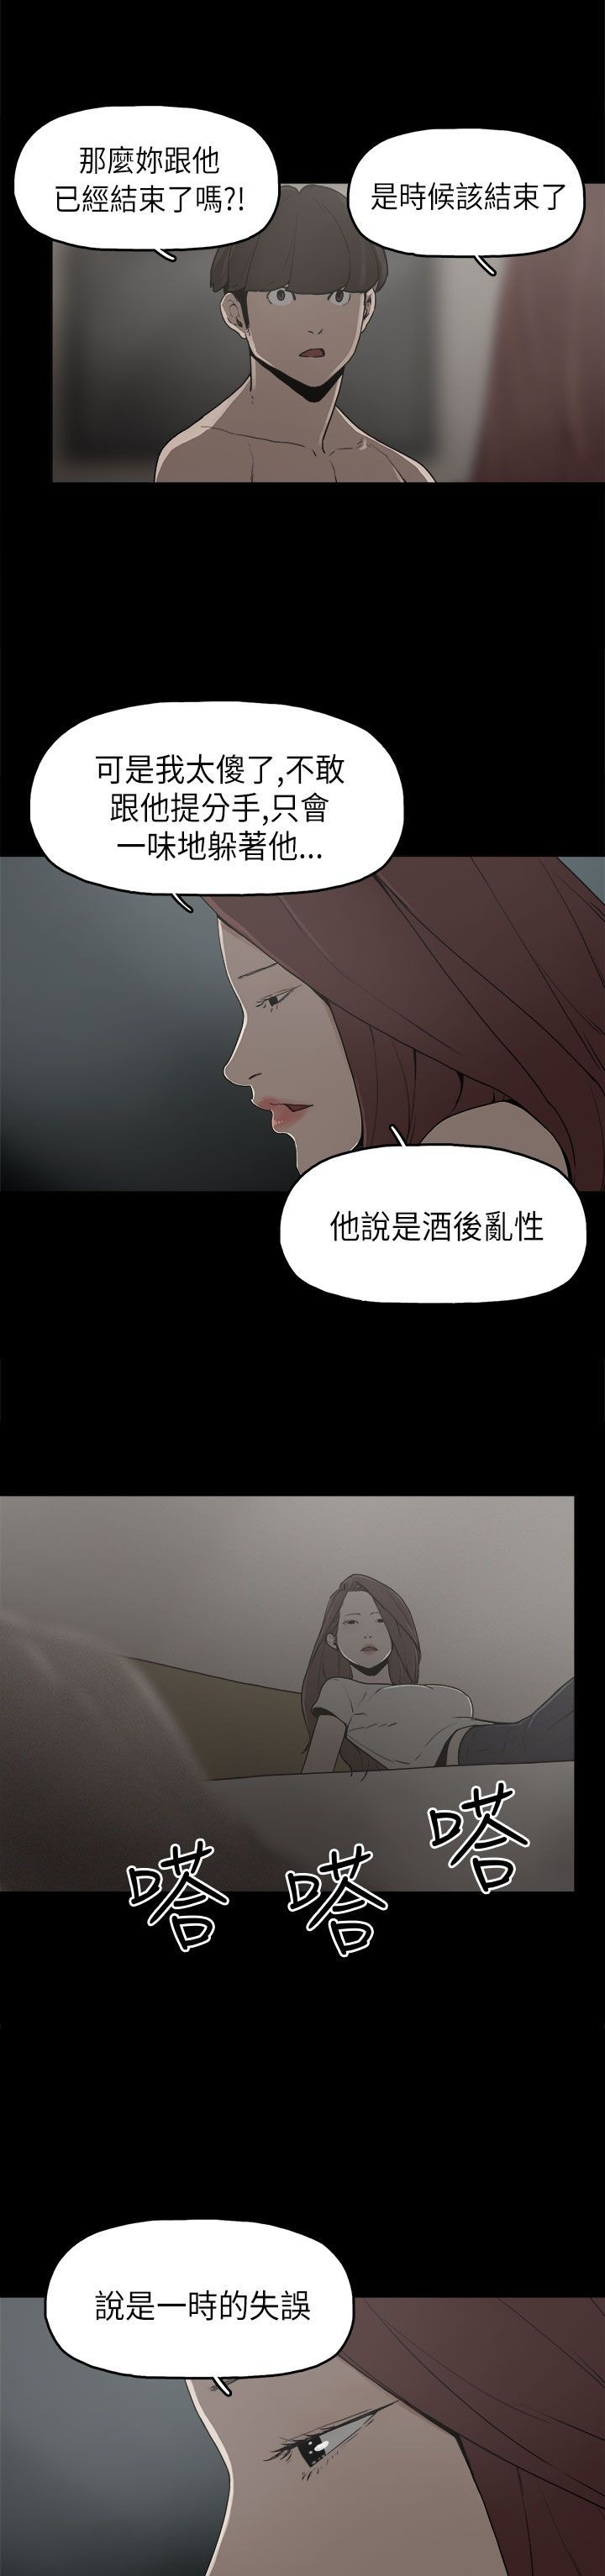 那麼妳跟他
已經結束了嗎?!
是時候該結束了
可是我太傻了,不敢
跟他提分手,只會
一味地躲著他...
他說是酒後亂性
嗒
嗒
嗒
說是一時的失誤